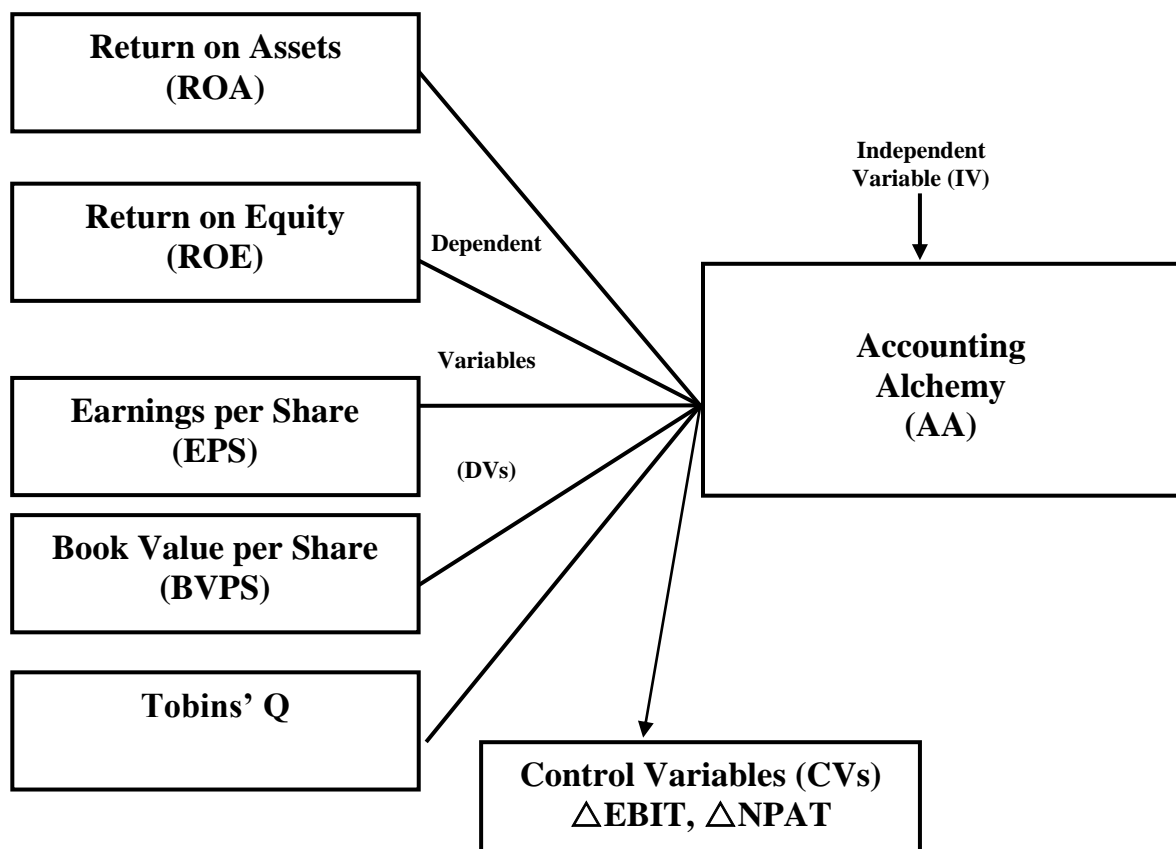 Return on Assets
(ROA)
Return on Equity
(ROE)
Earnings per Share
(EPS)
Book Value per Share
(BVPS)
Tobins’ Q
Dependent
Variables
(DVs)
Independent
Variable (IV)
Accounting
Alchemy
(AA)
Control Variables (CVs)
△EBIT, △NPAT